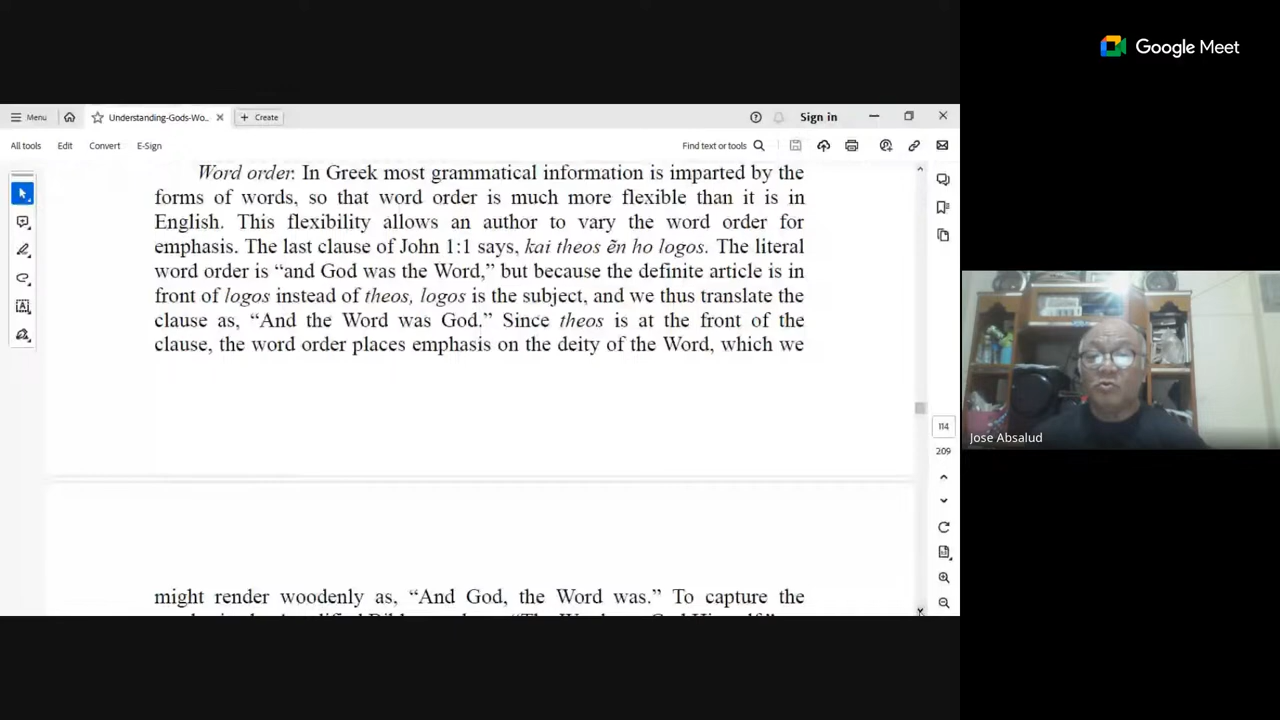 Google Meet
Menu
Understanding-Gods-Wo...
Create
Sign in
All tools
Edit
Convert
E-Sign
Find text or tools
Word order: In Greek most grammatical information is imparted by the
forms of words, so that word order is much more flexible than it is in
English. This flexibility allows an author to vary the word order for
emphasis. The last clause of John 1:1 says, kai theos ēn ho logos. The literal
word order is “and God was the Word,” but because the definite article is in
front of logos instead of theos, logos is the subject, and we thus translate the
clause as, “And the Word was God.” Since theos is at the front of the
clause, the word order places emphasis on the deity of the Word, which we
114
209
Jose Absalud
might render woodenly as, “And God, the Word was.” To capture the